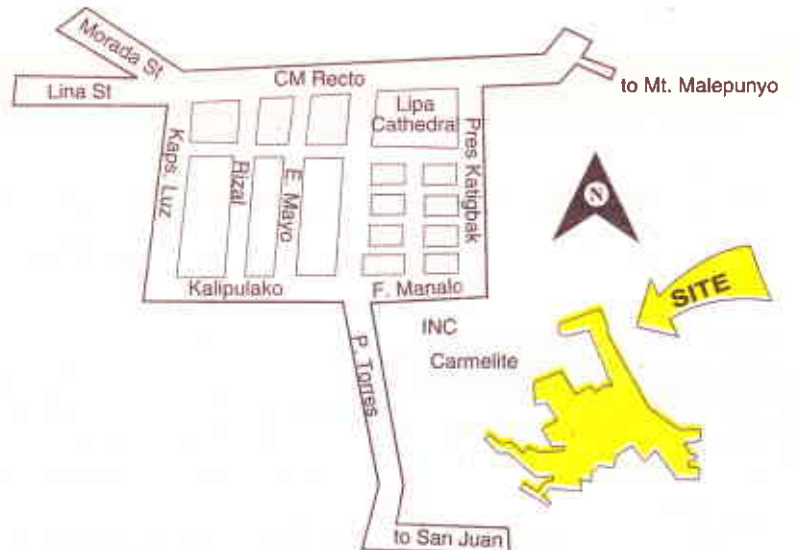 Morada St
Lina St
CM Recto
to Mt. Malepunyo
Lipa
Cathedral
Kaps. Luz
Rizal
E. Mayo
Pres Katigbak
N
SITE
Kalipulako
F. Manalo
INC
Carmelite
P. Torres
to San Juan